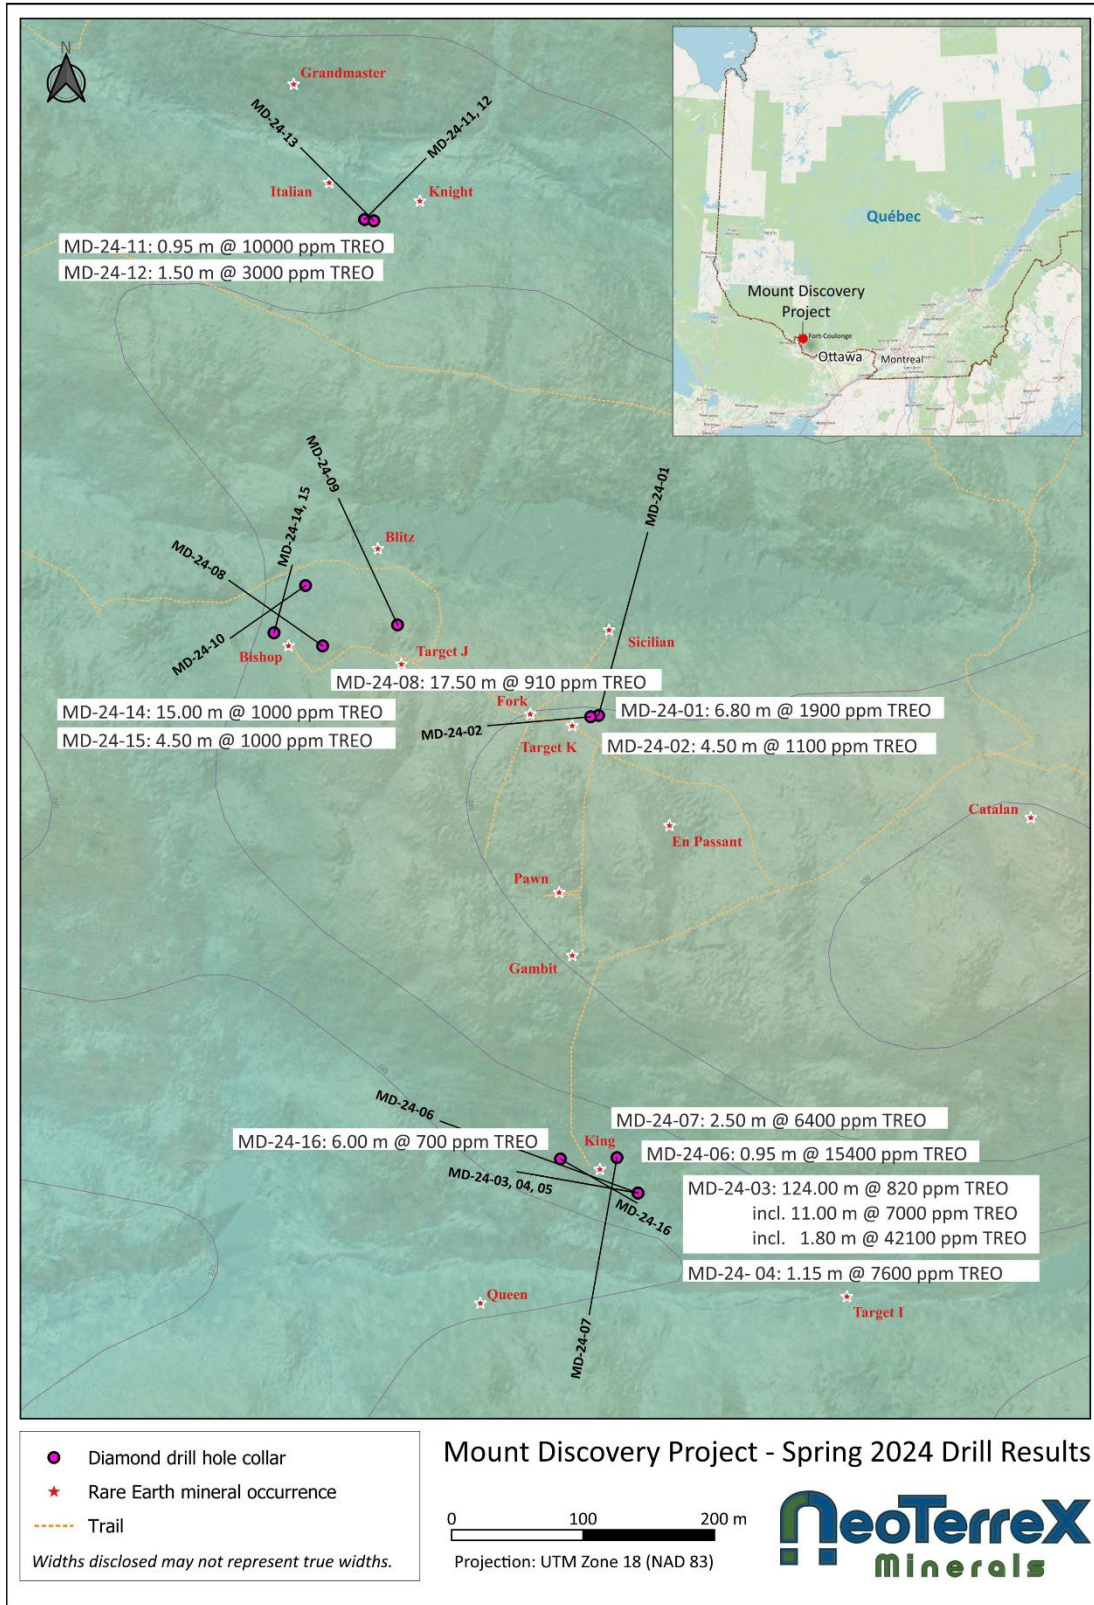 N
Grandmaster
MD-24-13
MD-24-11, 12
Italian
Knight
MD-24-11: 0.95 m @ 10000 ppm TREO
MD-24-12: 1.50 m @ 3000 ppm TREO
Québec
Mount Discovery
Project
Fort-Coulonge
Ottawa
Montreal
MD-24-09
MD-24-14, 15
MD-24-01
MD-24-08
Blitz
MD-24-10
Bishop
Target J
Sicilian
MD-24-08: 17.50 m @ 910 ppm TREO
MD-24-14: 15.00 m @ 1000 ppm TREO
MD-24-15: 4.50 m @ 1000 ppm TREO
Fork
MD-24-02
Target K
MD-24-01: 6.80 m @ 1900 ppm TREO
MD-24-02: 4.50 m @ 1100 ppm TREO
Catalan
En Passant
300
Pawn
Gambit
MD-24-06
MD-24-07: 2.50 m @ 6400 ppm TREO
MD-24-16: 6.00 m @ 700 ppm TREO
King
MD-24-06: 0.95 m @ 15400 ppm TREO
MD-24-03, 04, 05
MD-24-16
MD-24-03: 124.00 m @ 820 ppm TREO
incl. 11.00 m @ 7000 ppm TREO
incl. 1.80 m @ 42100 ppm TREO
MD-24- 04: 1.15 m @ 7600 ppm TREO
Queen
Target I
MD-24-07
Diamond drill hole collar
Rare Earth mineral occurrence
Trail
Widths disclosed may not represent true widths.
Mount Discovery Project - Spring 2024 Drill Results
0 100 200 m
Projection: UTM Zone 18 (NAD 83)
NeoTerreX
Minerals